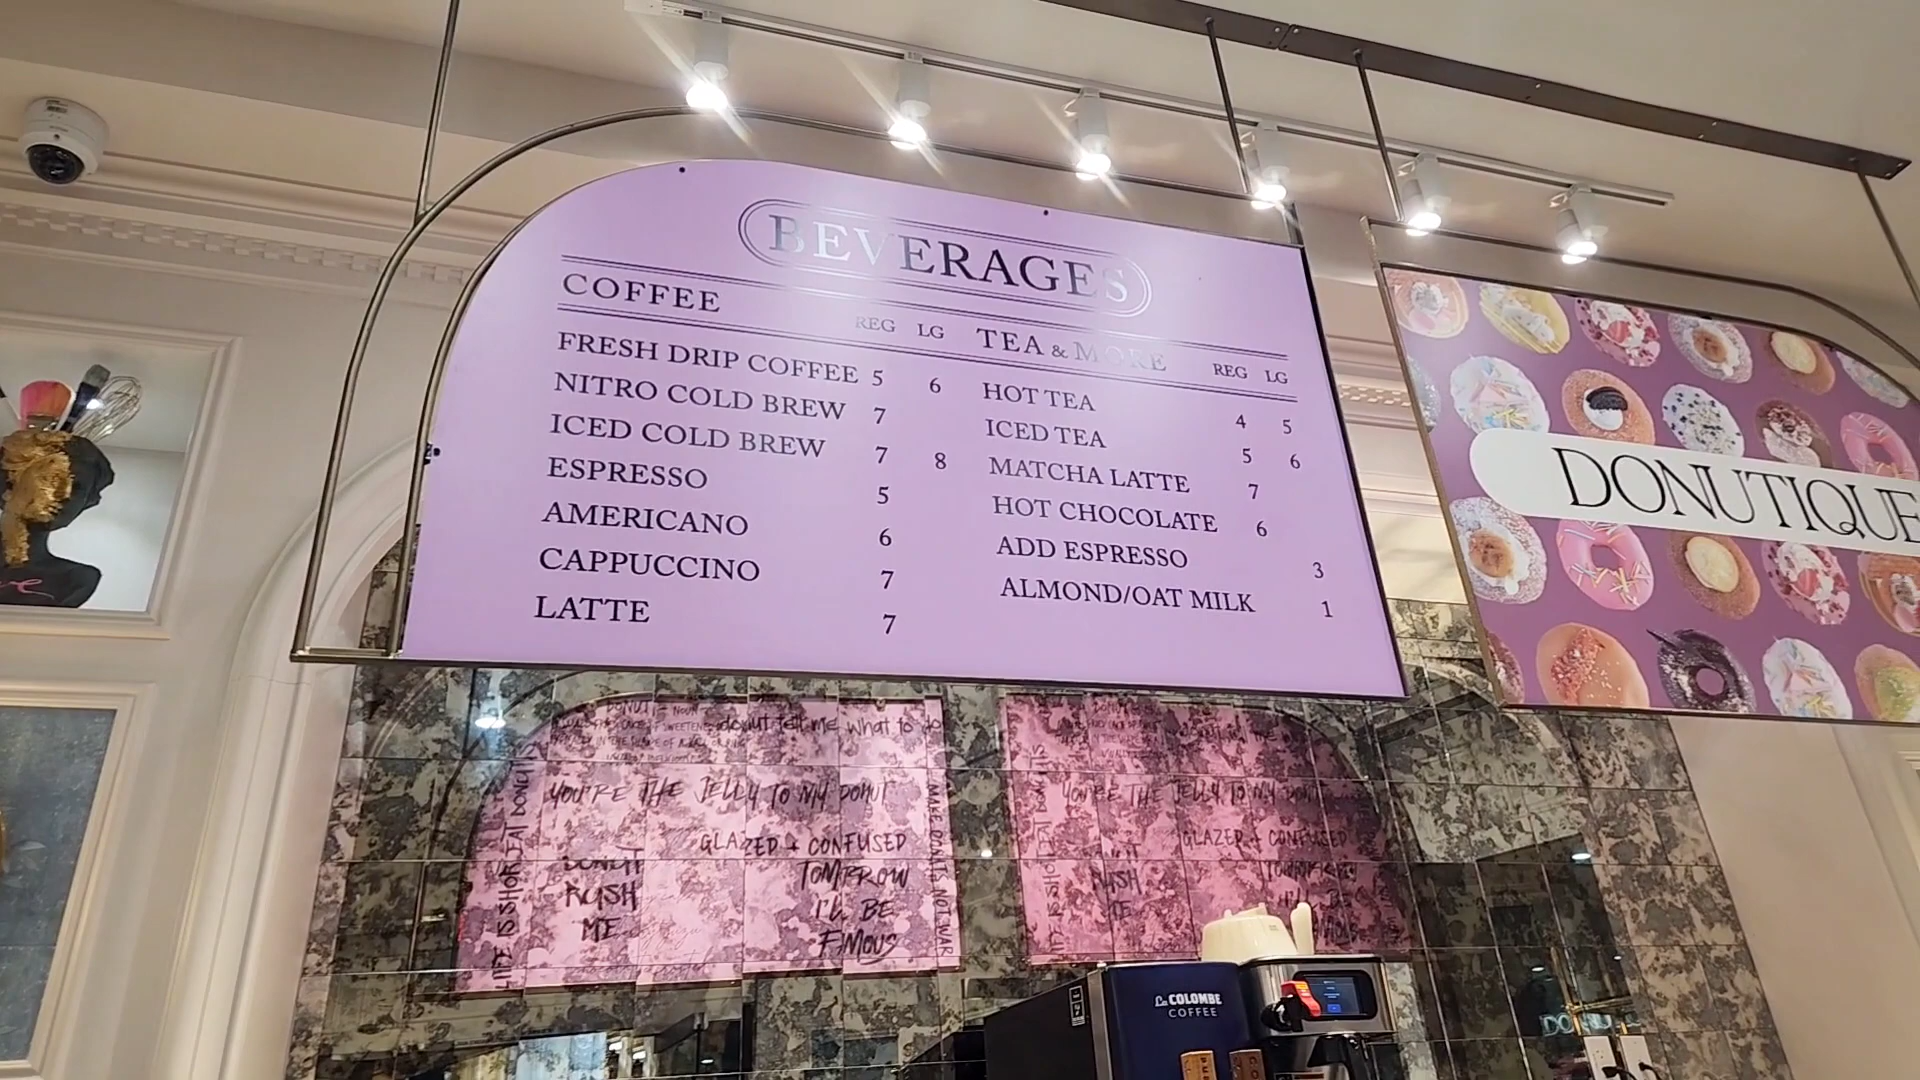 BEVERAGES
COFFEE REG LG
FRESH DRIP COFFEE 5 6
NITRO COLD BREW 7
ICED COLD BREW 7 8
ESPRESSO 5
AMERICANO 6
CAPPUCCINO 7
LATTE 7
TEA & MORE REG LG
HOT TEA 4 5
ICED TEA 5 6
MATCHA LATTE 7
HOT CHOCOLATE 6
ADD ESPRESSO 3
ALMOND/OAT MILK 1
DONUTIQUE
donut tell me what to do
YOU'RE THE JELLY TO MY DONUT
GLAZED + CONFUSED
DONUT
RUSH
ME
TOMORROW
I'LL BE
FAMOUS
LIFE IS SHORT EAT DONUTS
MAKE DONUTS NOT WAR
YOU'RE THE JELLY TO MY DONUT
GLAZED + CONFUSED
RUSH
ME
La COLOMBE
COFFEE